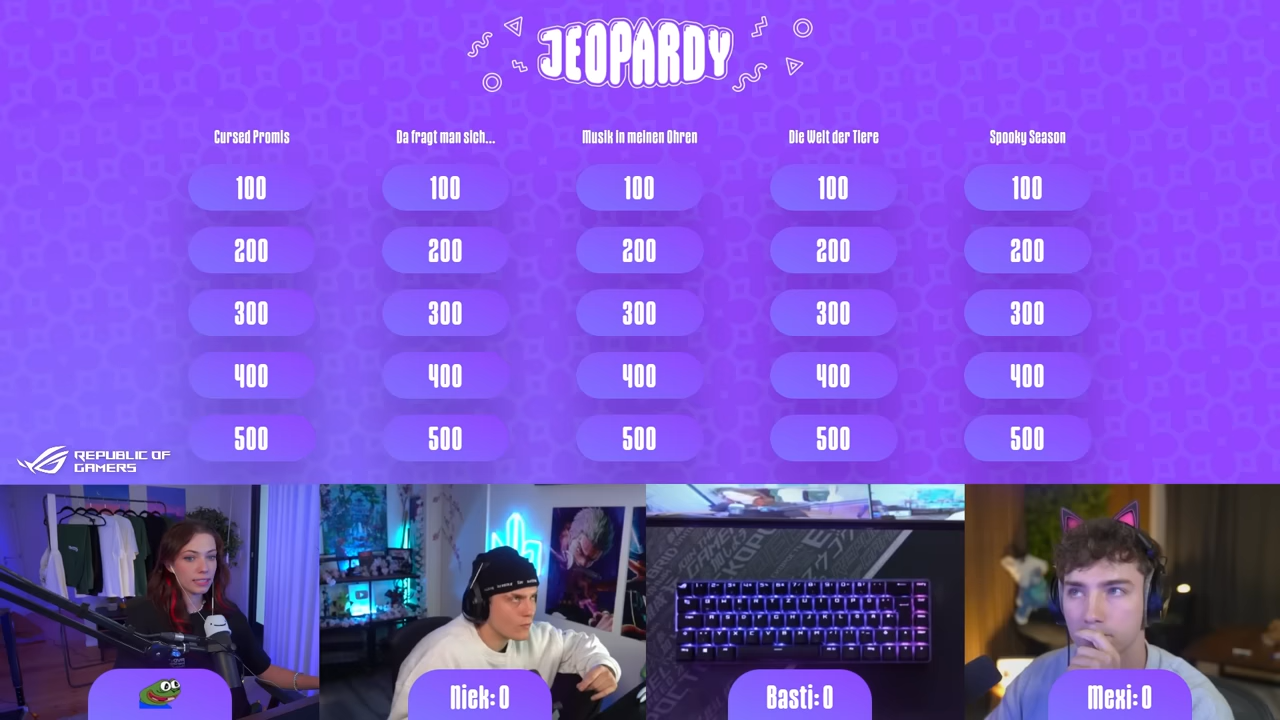 JEOPARDY
Cursed Promis
Da fragt man sich...
Musik in meinen Ohren
Die Welt der Tiere
Spooky Season
100 100 100 100 100
200 200 200 200 200
300 300 300 300 300
400 400 400 400 400
500 500 500 500 500
REPUBLIC OF
GAMERS
Niek: 0
Basti: 0
Mexi: 0